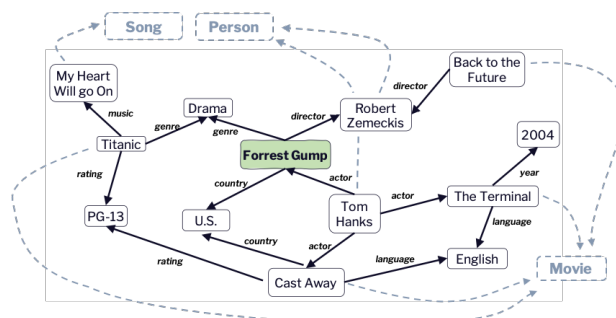 Song
Person
My Heart
Will go On
Back to the
Future
director
Drama
music
genre
genre
director
Robert
Zemeckis
2004
Titanic
Forrest Gump
year
rating
country
actor
actor
The Terminal
PG-13
U.S.
Tom
Hanks
language
country
actor
English
Movie
rating
language
Cast Away